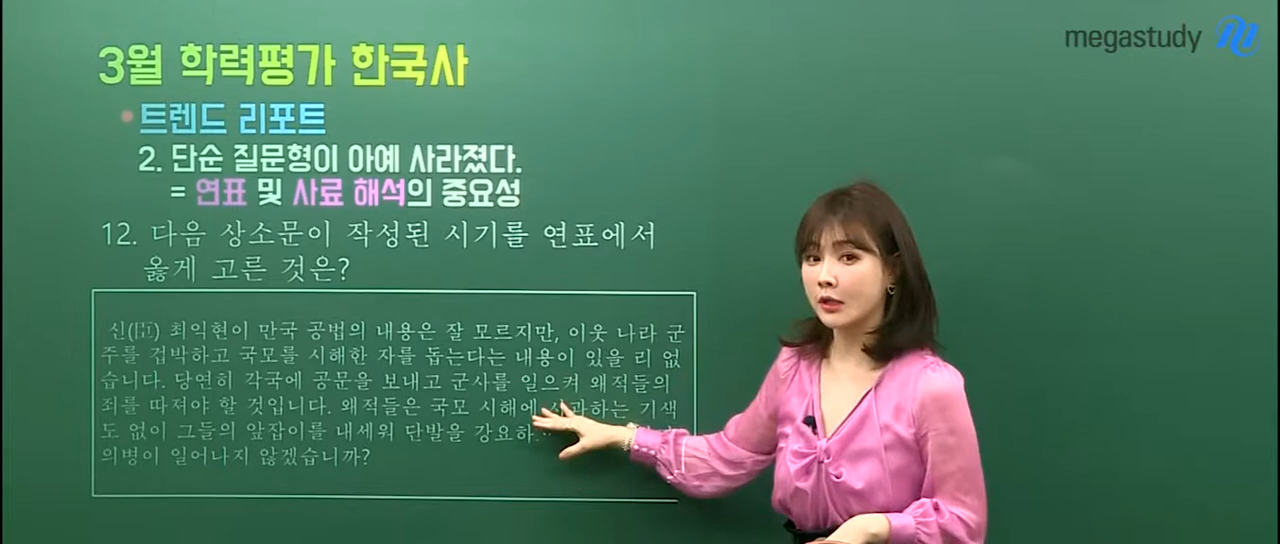 megastudy
3월 학력평가 한국사
트렌드 리포트
2. 단순 질문형이 아예 사라졌다.
= 연표 및 사료 해석의 중요성
12. 다음 상소문이 작성된 시기를 연표에서
옳게 고른 것은?
신(臣) 최익현이 만국 공법의 내용은 잘 모르지만, 이웃 나라 군
주를 겁박하고 국모를 시해한 자를 돕는다는 내용이 있을 리 없
습니다. 당연히 각국에 공문을 보내고 군사를 일으켜 왜적들의
죄를 따져야 할 것입니다. 왜적들은 국모 시해에 사과하는 기색
도 없이 그들의 앞잡이를 내세워 단발을 강요하
의병이 일어나지 않겠습니까?